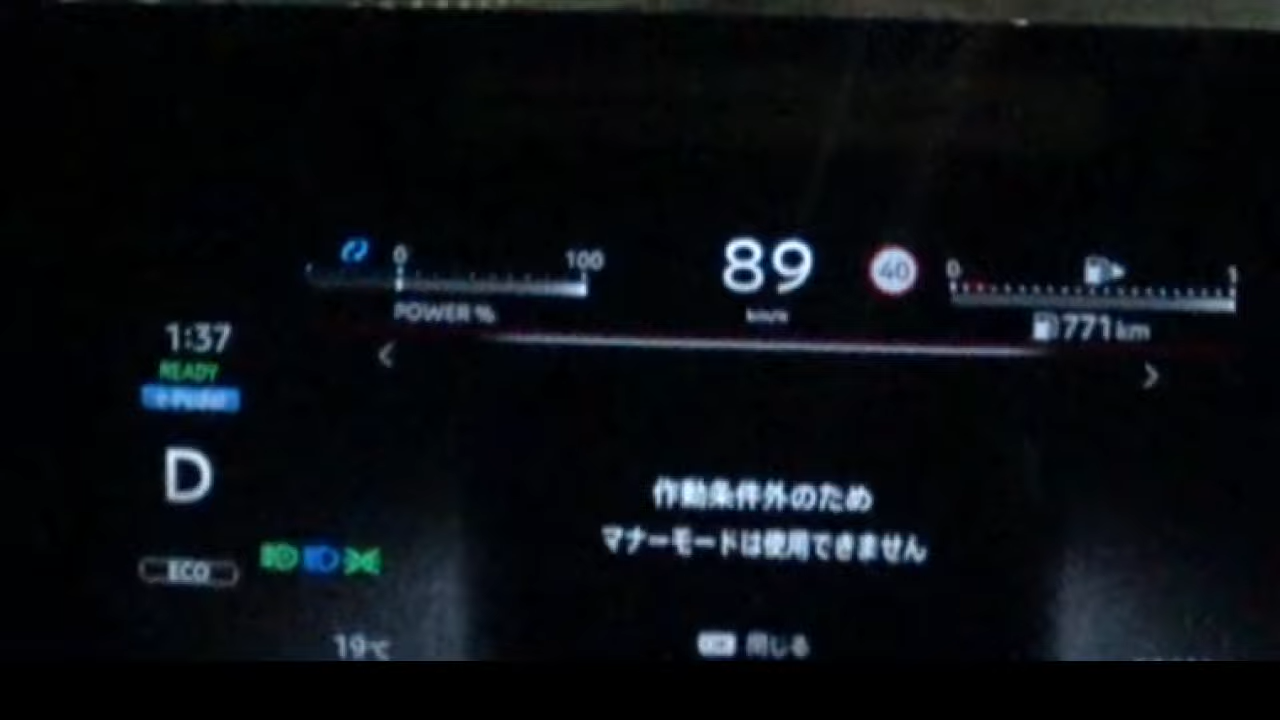 0 100
89
40
0 1
POWER %
km/h
771km
1:37
READY
e-Pedal
D
作動条件外のため
マナーモードは使用できません
ECO
19℃
閉じる